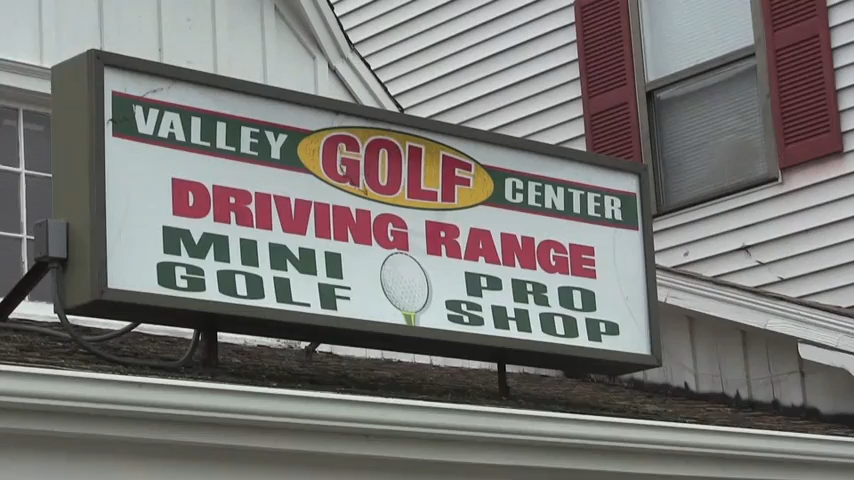 VALLEY GOLF CENTER
DRIVING RANGE
MINI GOLF
PRO SHOP